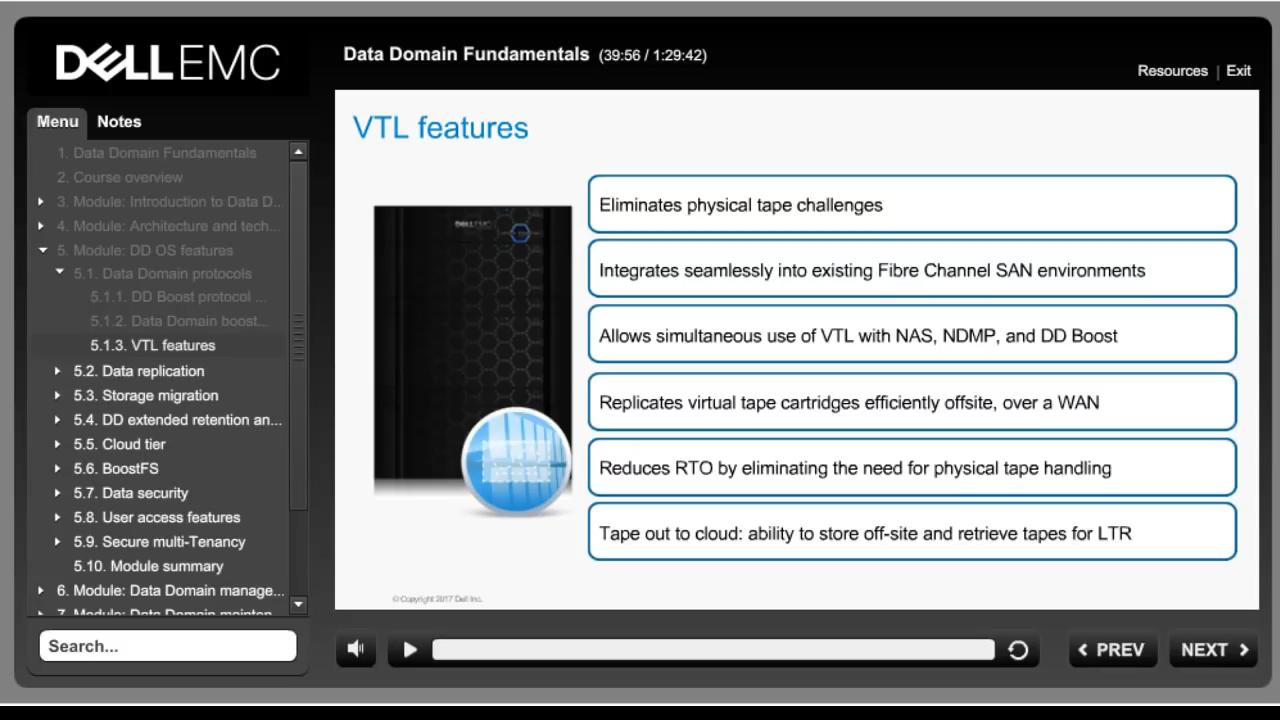 DELLEMC
Data Domain Fundamentals (39:56 / 1:29:42)
Resources | Exit
Menu Notes
1. Data Domain Fundamentals
2. Course overview
3. Module: Introduction to Data D...
4. Module: Architecture and tech...
5. Module: DD OS features
5.1. Data Domain protocols
5.1.1. DD Boost protocol ...
5.1.2. Data Domain boost...
5.1.3. VTL features
5.2. Data replication
5.3. Storage migration
5.4. DD extended retention an...
5.5. Cloud tier
5.6. BoostFS
5.7. Data security
5.8. User access features
5.9. Secure multi-Tenancy
5.10. Module summary
6. Module: Data Domain manage...
7. Module: Data Domain mainten...
Search...
VTL features
DELLEMC
Eliminates physical tape challenges
Integrates seamlessly into existing Fibre Channel SAN environments
Allows simultaneous use of VTL with NAS, NDMP, and DD Boost
Replicates virtual tape cartridges efficiently offsite, over a WAN
Reduces RTO by eliminating the need for physical tape handling
Tape out to cloud: ability to store off-site and retrieve tapes for LTR
© Copyright 2017 Dell Inc.
PREV
NEXT